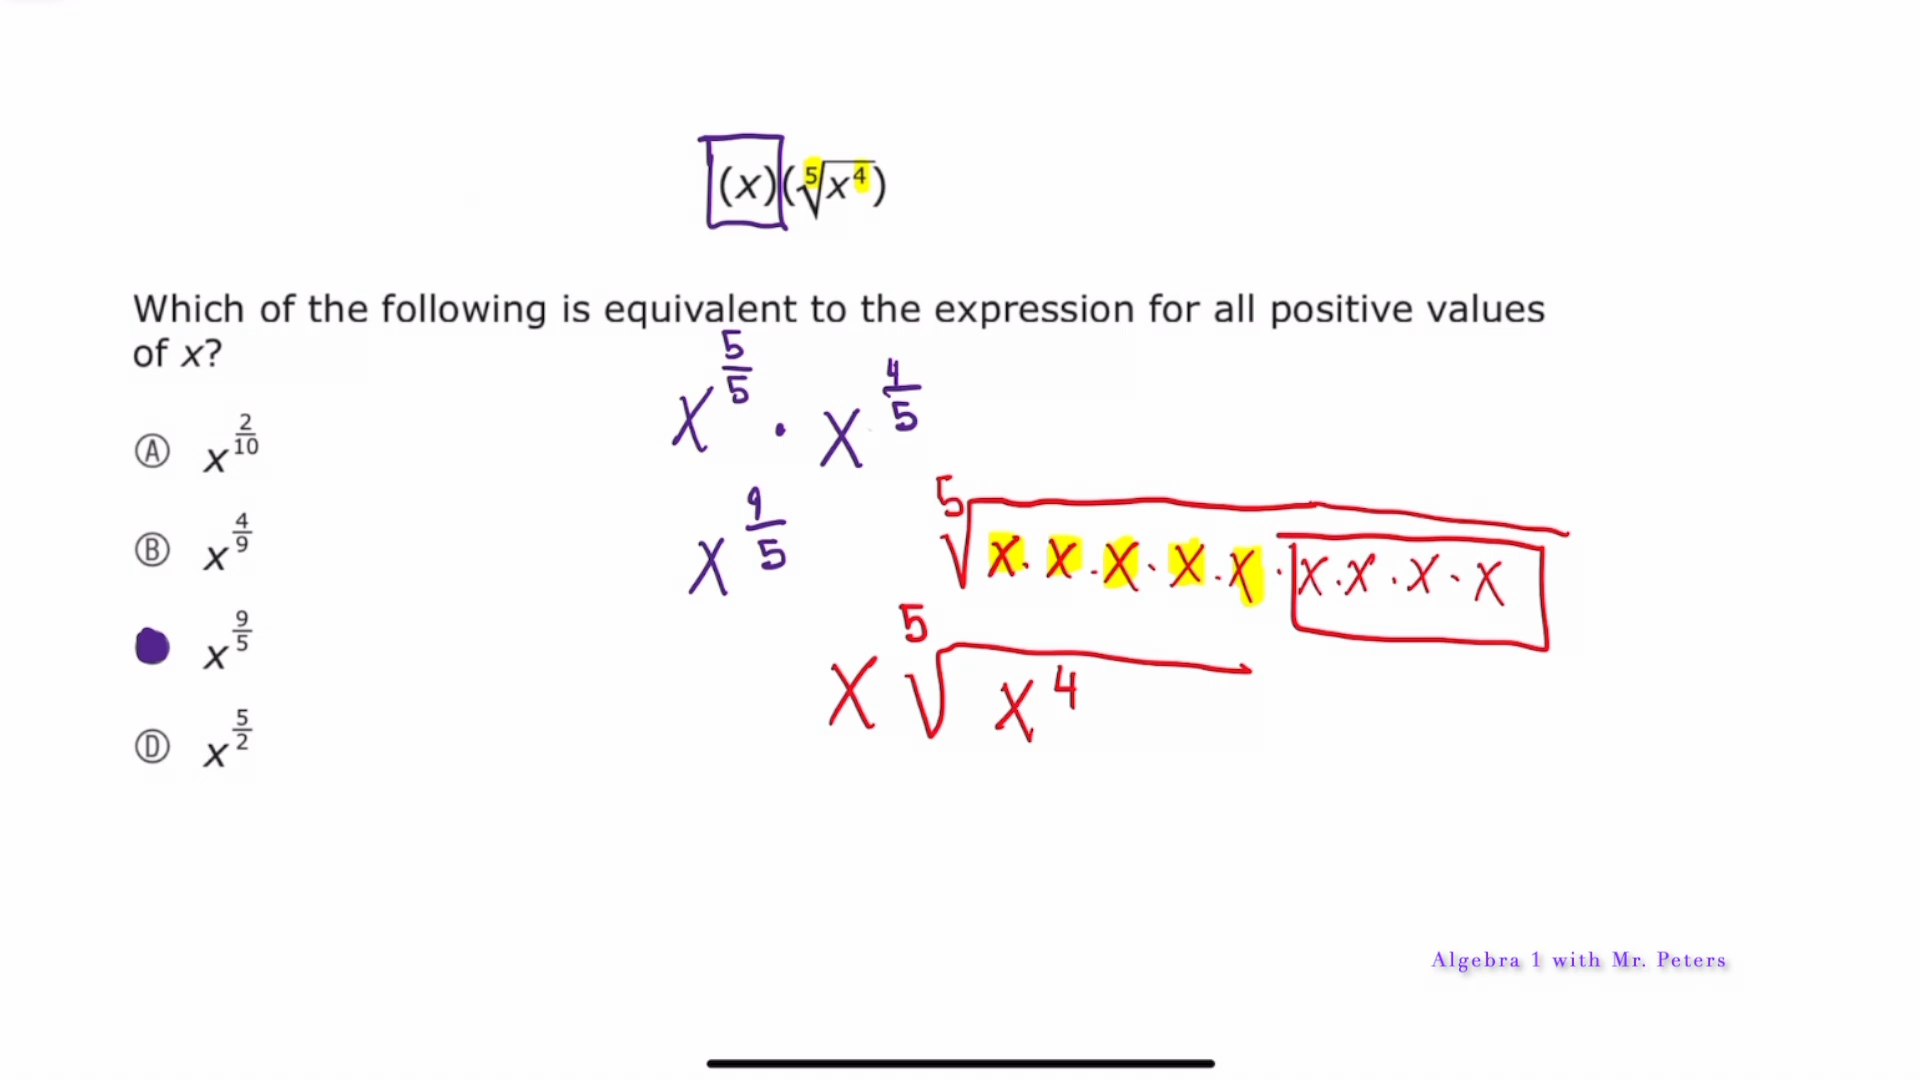 (x)(⁵√x⁴)
Which of the following is equivalent to the expression for all positive values
of x?
x^(5/5) · x^(4/5)
x^(9/5)
Ⓐ x^(2/10)
Ⓑ x^(4/9)
x^(9/5)
Ⓓ x^(5/2)
⁵√x·x·x·x·x·x·x·x·x
x ⁵√x⁴
Algebra 1 with Mr. Peters